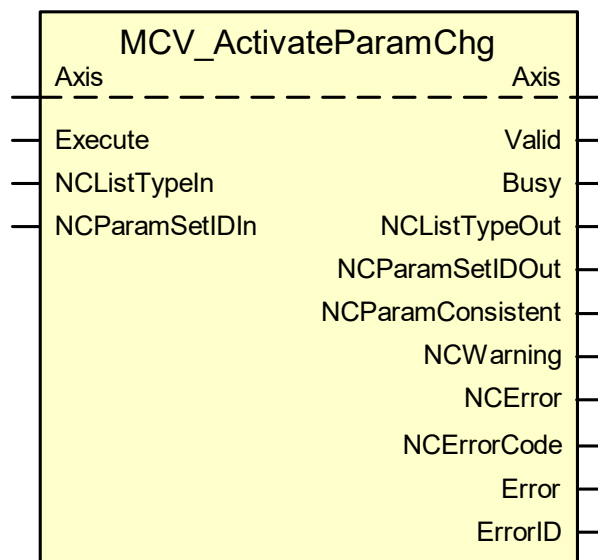 MCV_ActivateParamChg
Axis Axis
Execute Valid
NCListTypeIn Busy
NCParamSetIDIn NCListTypeOut
NCParamSetIDOut
NCParamConsistent
NCWarning
NCError
NCErrorCode
Error
ErrorID